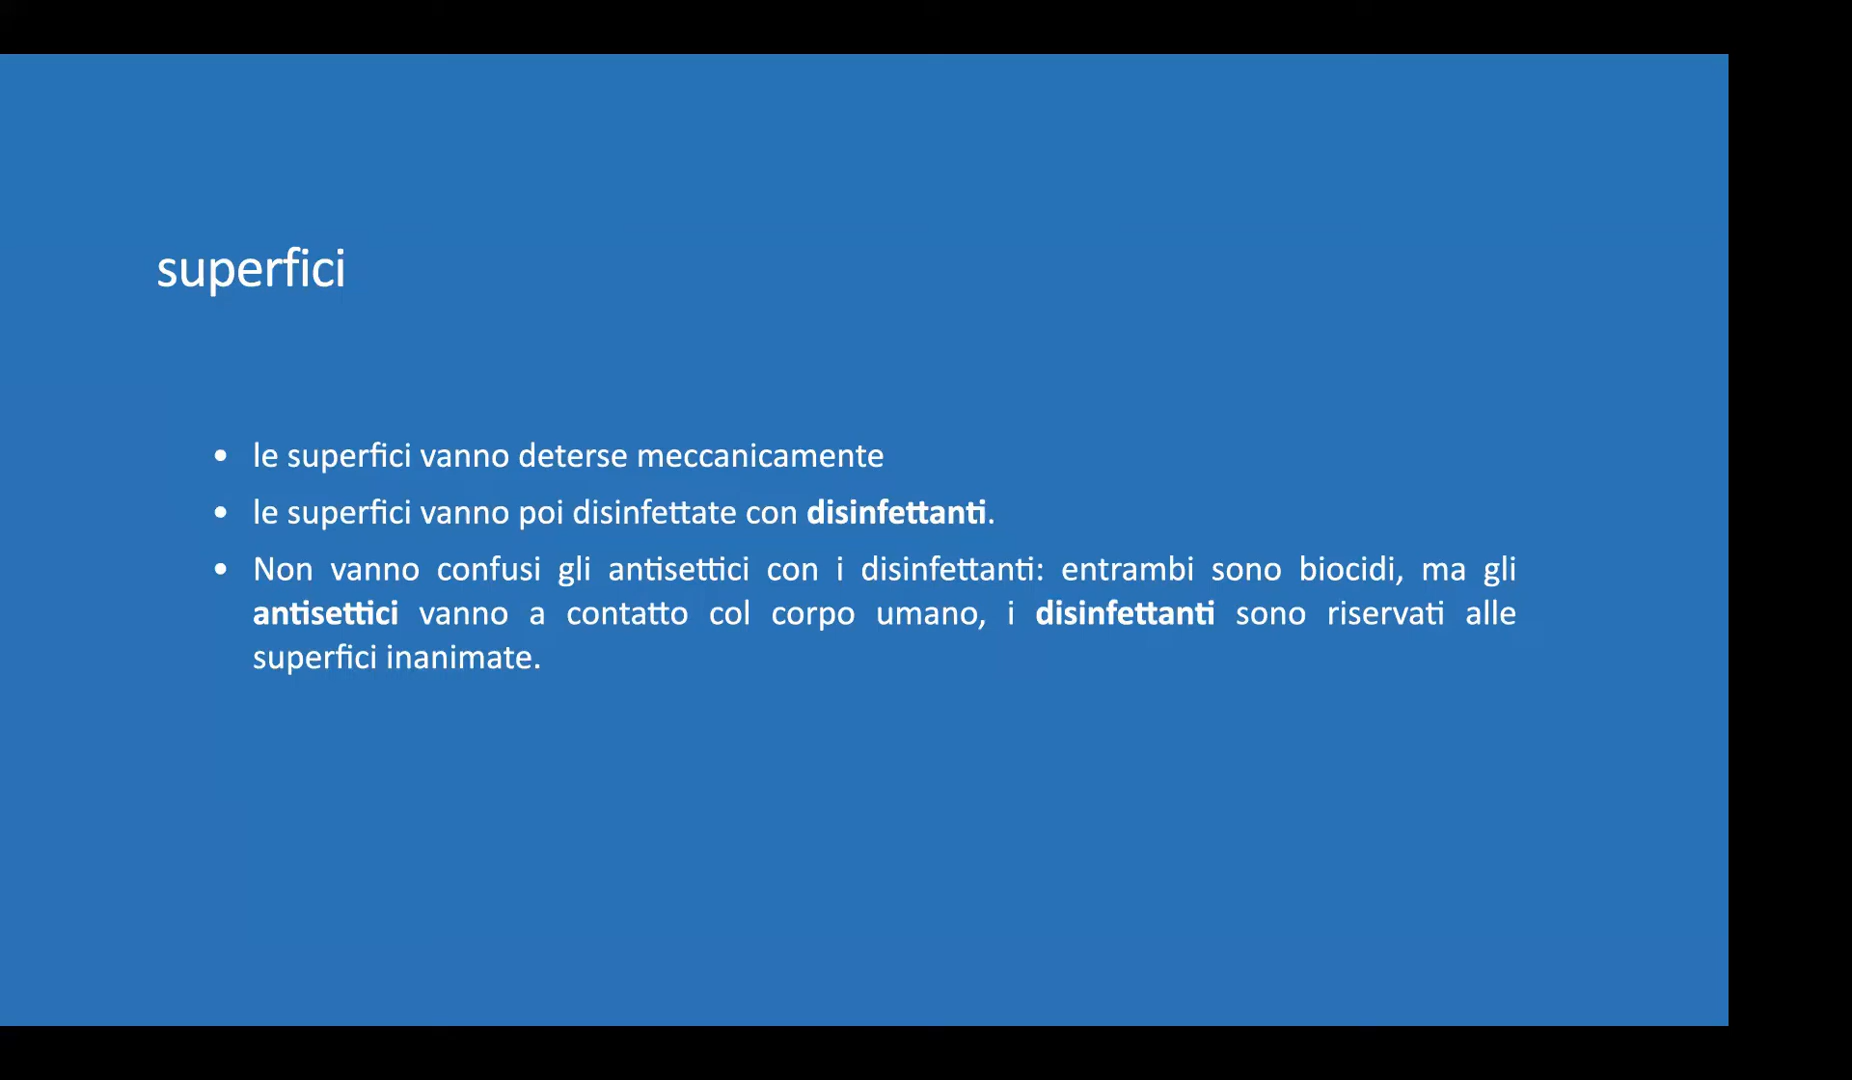 superfici
• le superfici vanno deterse meccanicamente
• le superfici vanno poi disinfettate con disinfettanti.
• Non vanno confusi gli antisettici con i disinfettanti: entrambi sono biocidi, ma gli
antisettici vanno a contatto col corpo umano, i disinfettanti sono riservati alle
superfici inanimate.